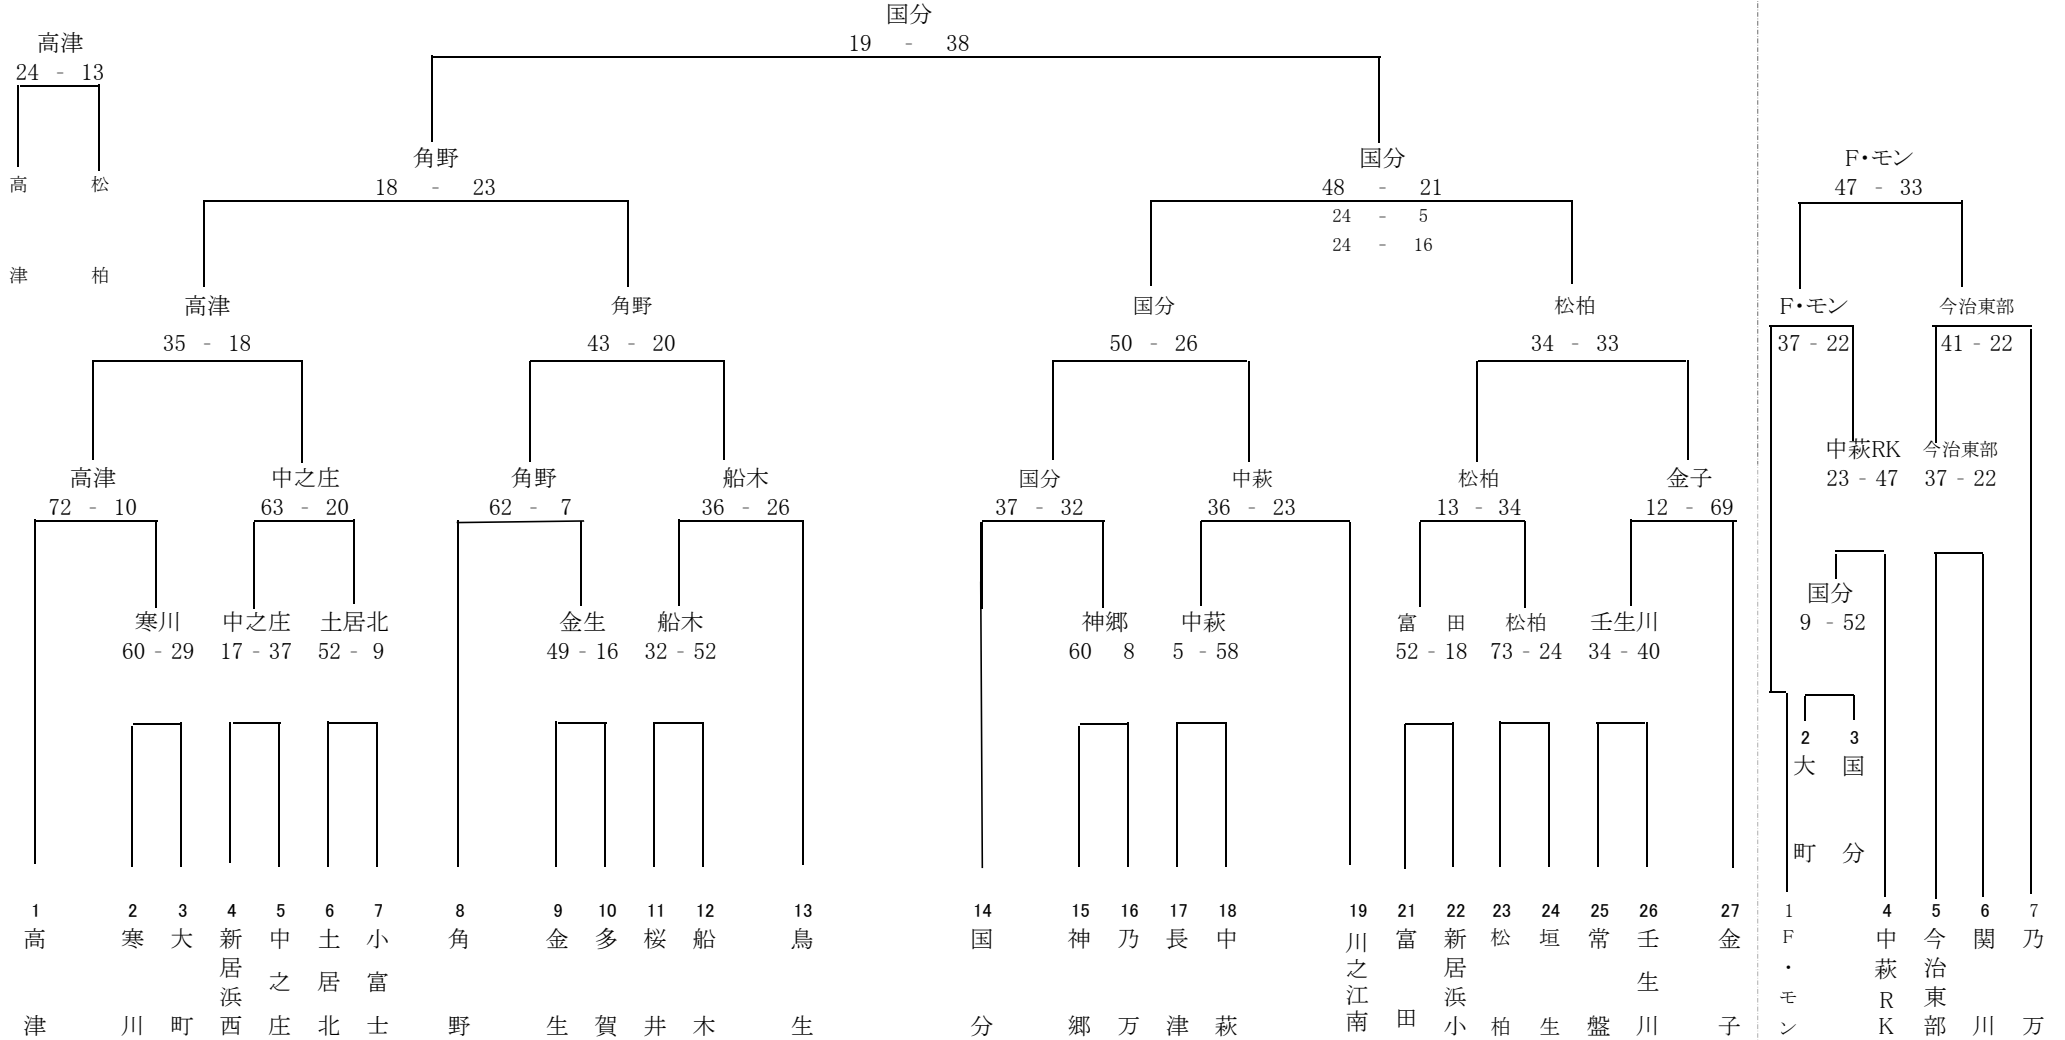 国分
19 - 38
高津
24 - 13
高津
松柏
角野
18 - 23
国分
48 - 21
24 - 5
24 - 16
F・モン
47 - 33
高津
35 - 18
角野
43 - 20
国分
50 - 26
松柏
34 - 33
F・モン
37 - 22
今治東部
41 - 22
高津
72 - 10
中之庄
63 - 20
角野
62 - 7
船木
36 - 26
国分
37 - 32
中萩
36 - 23
松柏
13 - 34
金子
12 - 69
中萩RK
23 - 47
今治東部
37 - 22
寒川
60 - 29
中之庄
17 - 37
土居北
52 - 9
金生
49 - 16
船木
32 - 52
神郷
60 8
中萩
5 - 58
富田
52 - 18
松柏
73 - 24
壬生川
34 - 40
国分
9 - 52
2 大町
3 国分
1 高津
2 寒川
3 大町
4 新居浜西
5 中之庄
6 土居北
7 小富士
8 角野
9 金生
10 多賀
11 桜井
12 船木
13 鳥生
14 国分
15 神郷
16 乃万
17 長津
18 中萩
19 川之江南
21 富田
22 新居浜小
23 松柏
24 垣生
25 常盤
26 壬生川
27 金子
1 F・モン
4 中萩RK
5 今治東部
6 関川
7 乃万